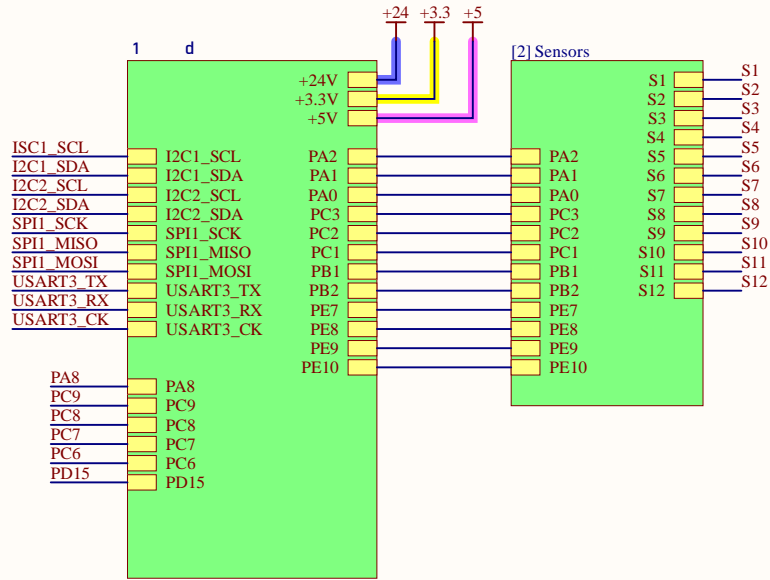 +24 +3.3 +5
1 d
[2] Sensors
+24V
+3.3V
+5V
ISC1_SCL
I2C1_SDA
I2C2_SCL
I2C2_SDA
SPI1_SCK
SPI1_MISO
SPI1_MOSI
USART3_TX
USART3_RX
USART3_CK
I2C1_SCL
I2C1_SDA
I2C2_SCL
I2C2_SDA
SPI1_SCK
SPI1_MISO
SPI1_MOSI
USART3_TX
USART3_RX
USART3_CK
PA8
PC9
PC8
PC7
PC6
PD15
PA8
PC9
PC8
PC7
PC6
PD15
PA2
PA1
PA0
PC3
PC2
PC1
PB1
PB2
PE7
PE8
PE9
PE10
PA2
PA1
PA0
PC3
PC2
PC1
PB1
PB2
PE7
PE8
PE9
PE10
S1
S2
S3
S4
S5
S6
S7
S8
S9
S10
S11
S12
S1
S2
S3
S4
S5
S6
S7
S8
S9
S10
S11
S12